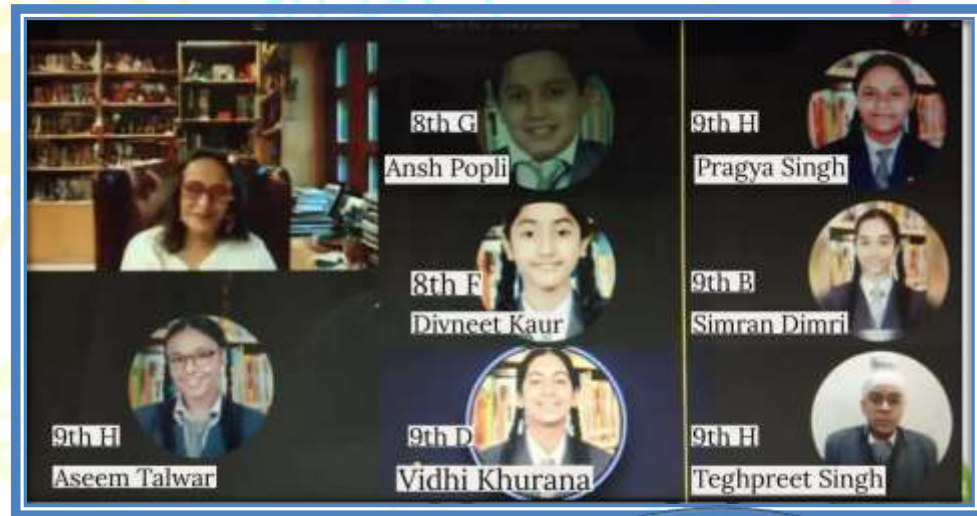 8th G
Ansh Popli
9th H
Pragya Singh
8th F
Divneet Kaur
9th B
Simran Dimri
9th H
Aseem Talwar
9th D
Vidhi Khurana
9th H
Teghpreet Singh